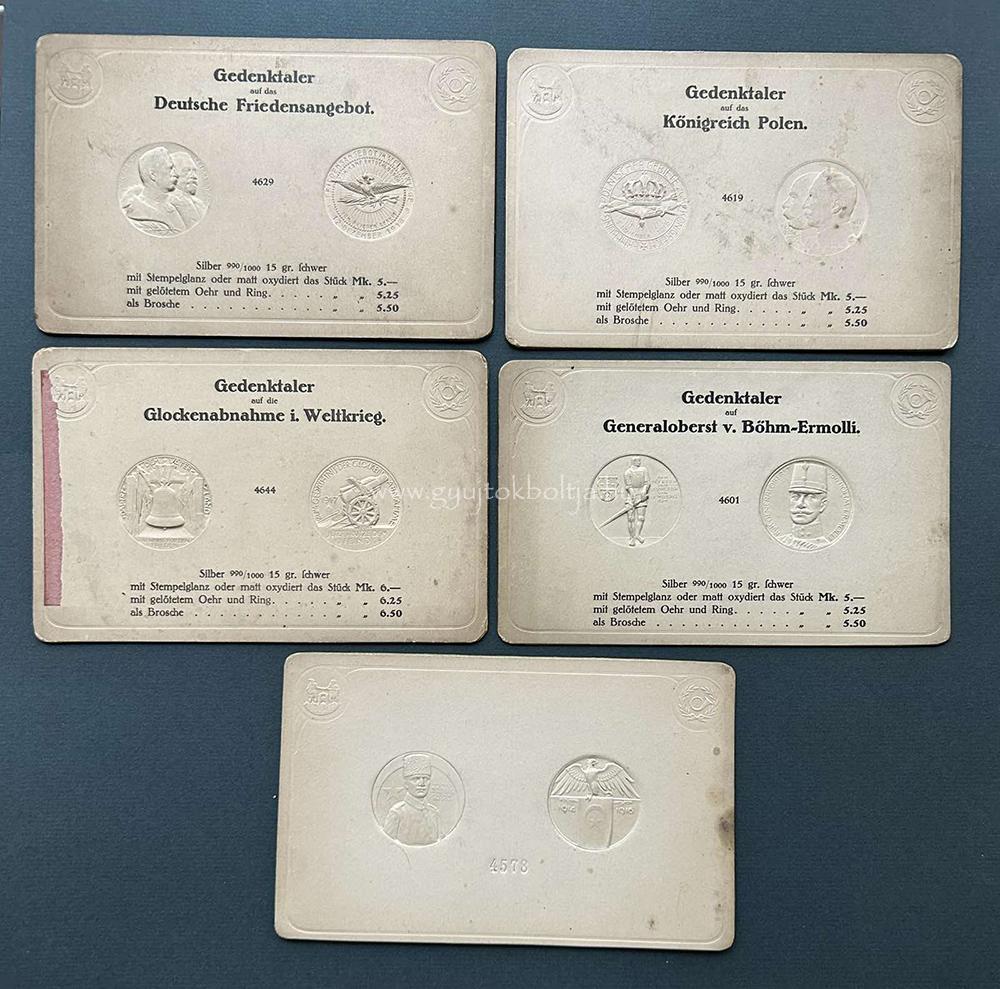 Gedenktaler
auf das
Deutsche Friedensangebot.
4629
12. DEZEMBER 1916
Silber 990/1000 15 gr. ſchwer
mit Stempelglanz oder matt oxydiert das Stück Mk. 5.—
mit gelötetem Oehr und Ring. . . . . . . „ „ 5.25
als Brosche . . . . . . . . . . . . . „ „ 5.50
Gedenktaler
auf das
Königreich Polen.
4619
Silber 990/1000 15 gr. ſchwer
mit Stempelglanz oder matt oxydiert das Stück Mk. 5.—
mit gelötetem Oehr und Ring. . . . . . . „ „ 5.25
als Brosche . . . . . . . . . . . . . „ „ 5.50
Gedenktaler
auf die
Glockenabnahme i. Weltkrieg.
4644
1917
Silber 990/1000 15 gr. ſchwer
mit Stempelglanz oder matt oxydiert das Stück Mk. 6.—
mit gelötetem Oehr und Ring. . . . . . . „ „ 6.25
als Brosche . . . . . . . . . . . . . „ „ 6.50
Gedenktaler
auf
Generaloberst v. Böhm-Ermolli.
4601
Silber 990/1000 15 gr. ſchwer
mit Stempelglanz oder matt oxydiert das Stück Mk. 5.—
mit gelötetem Oehr und Ring. . . . . . . „ „ 5.25
als Brosche . . . . . . . . . . . . . „ „ 5.50
www.gyujtokboltja
1914 1916
4578